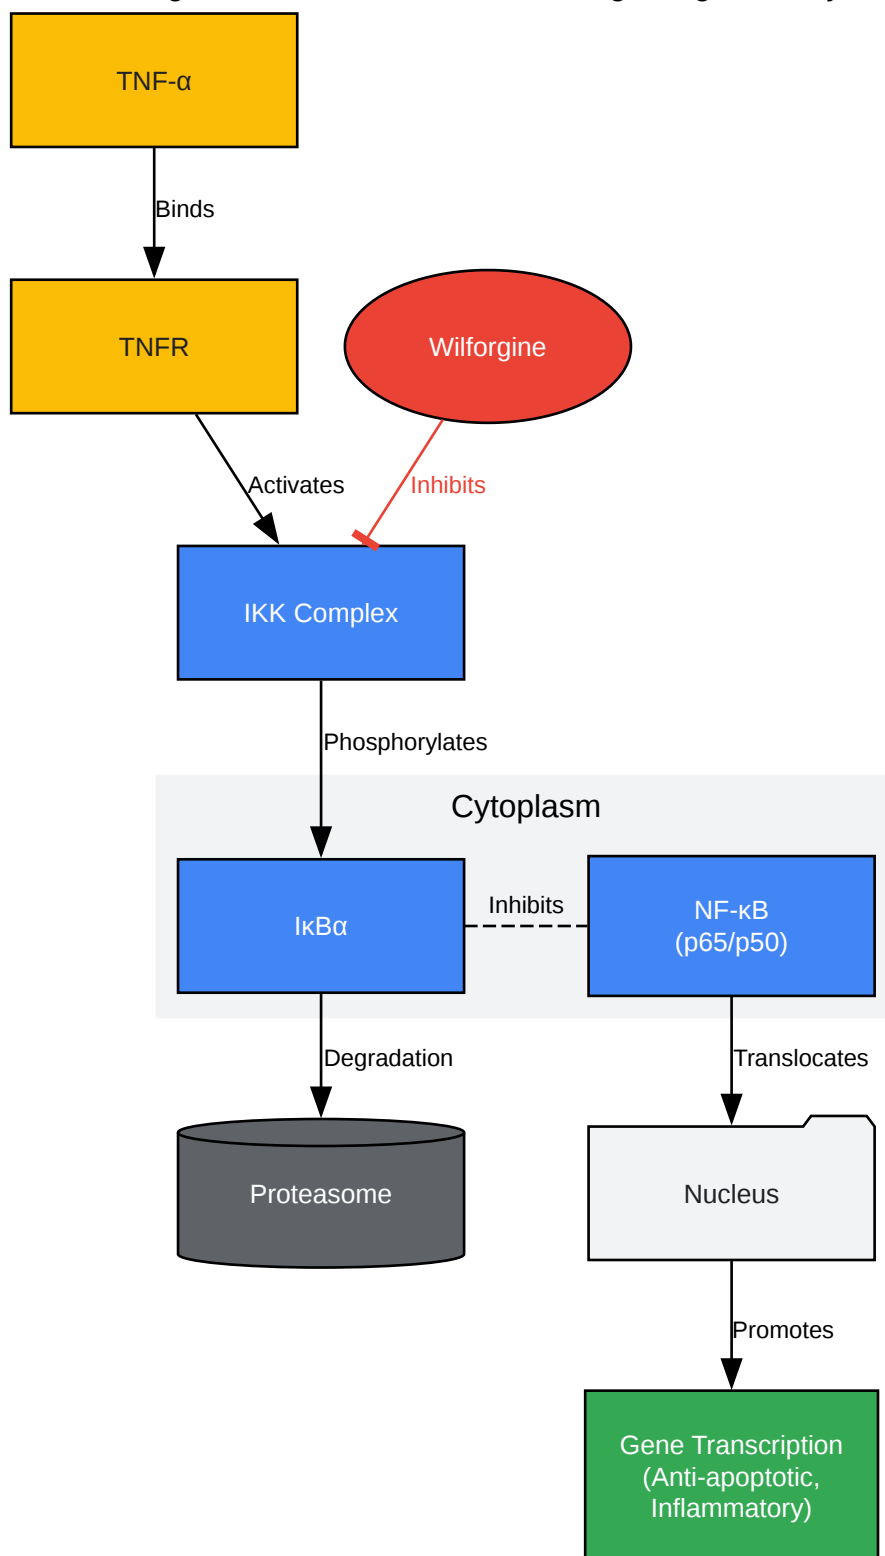 TNF-α
Binds
TNFR
Wilforgine
Activates
Inhibits
IKK Complex
Phosphorylates
Cytoplasm
IκBα
Inhibits
NF-κB
(p65/p50)
Degradation
Translocates
Proteasome
Nucleus
Promotes
Gene Transcription
(Anti-apoptotic,
Inflammatory)